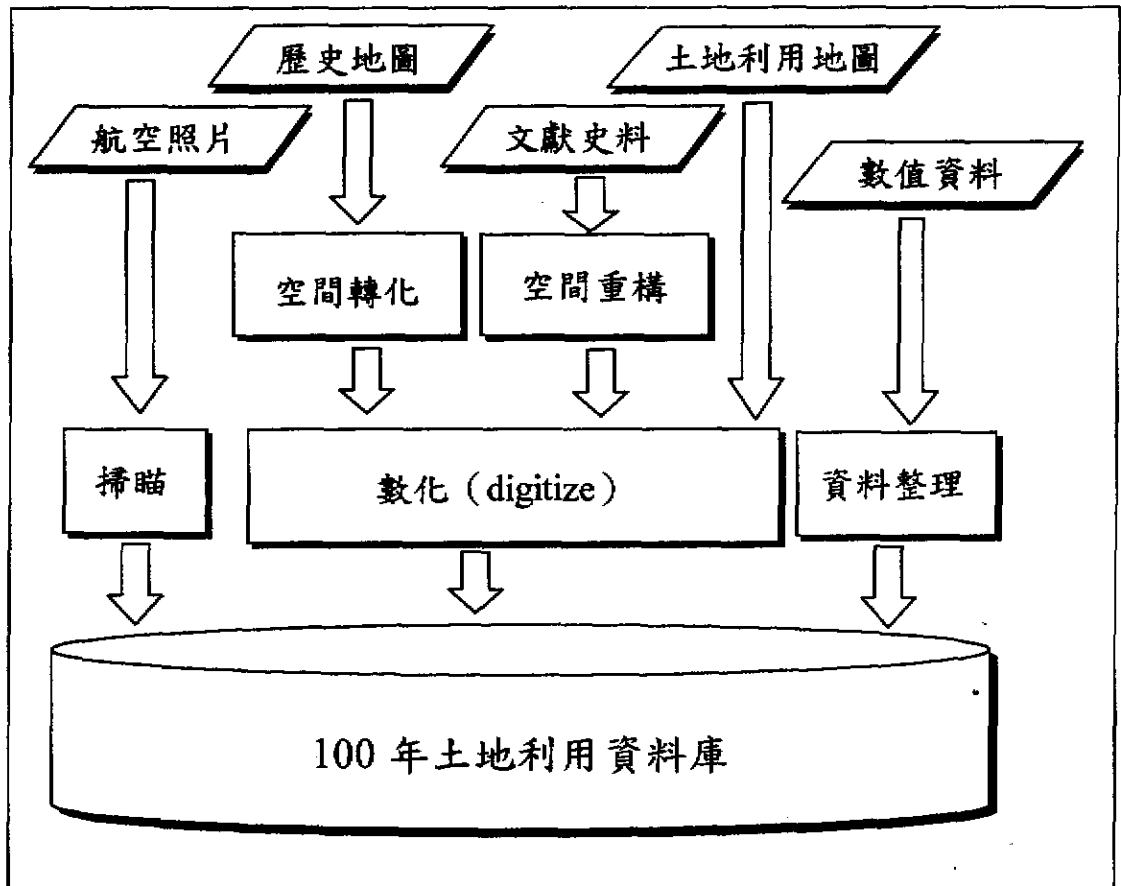 歷史地圖
土地利用地圖
航空照片
文獻史料
數值資料
空間轉化
空間重構
掃瞄
數化（digitize）
資料整理
100 年土地利用資料庫